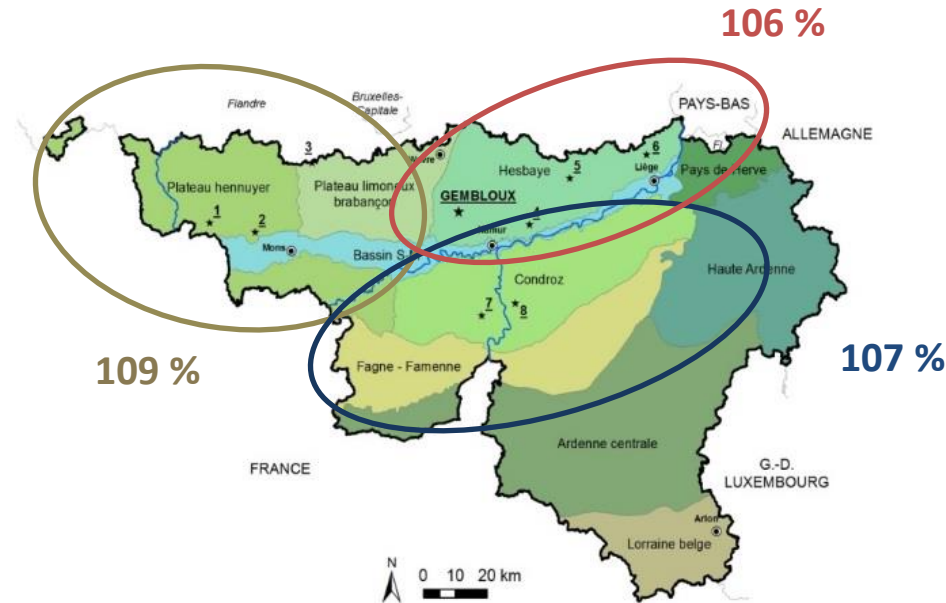 106 %
Flandre
Bruxelles-
Capitale
PAYS-BAS
ALLEMAGNE
3
6
Liège
Pays de Herve
5
Hesbaye
Plateau hennuyer
Plateau limoneux
brabançon
GEMBLOUX
1
2
4
Mons
Haute Ardenne
Condroz
7
8
109 %
107 %
Fagne - Famenne
Ardenne centrale
FRANCE
G.-D.
LUXEMBOURG
Arlon
Lorraine belge
N
0 10 20 km